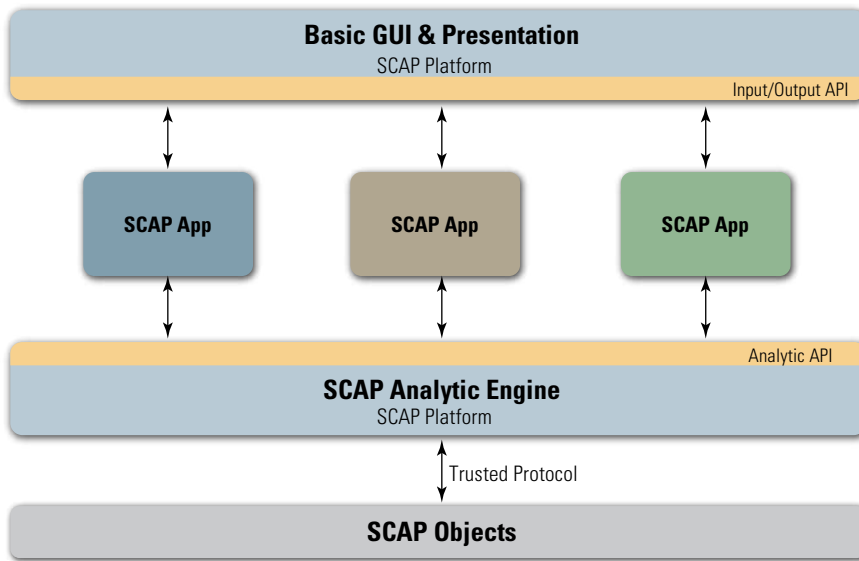 Basic GUI & Presentation
SCAP Platform
Input/Output API
SCAP App
SCAP App
SCAP App
Analytic API
SCAP Analytic Engine
SCAP Platform
Trusted Protocol
SCAP Objects